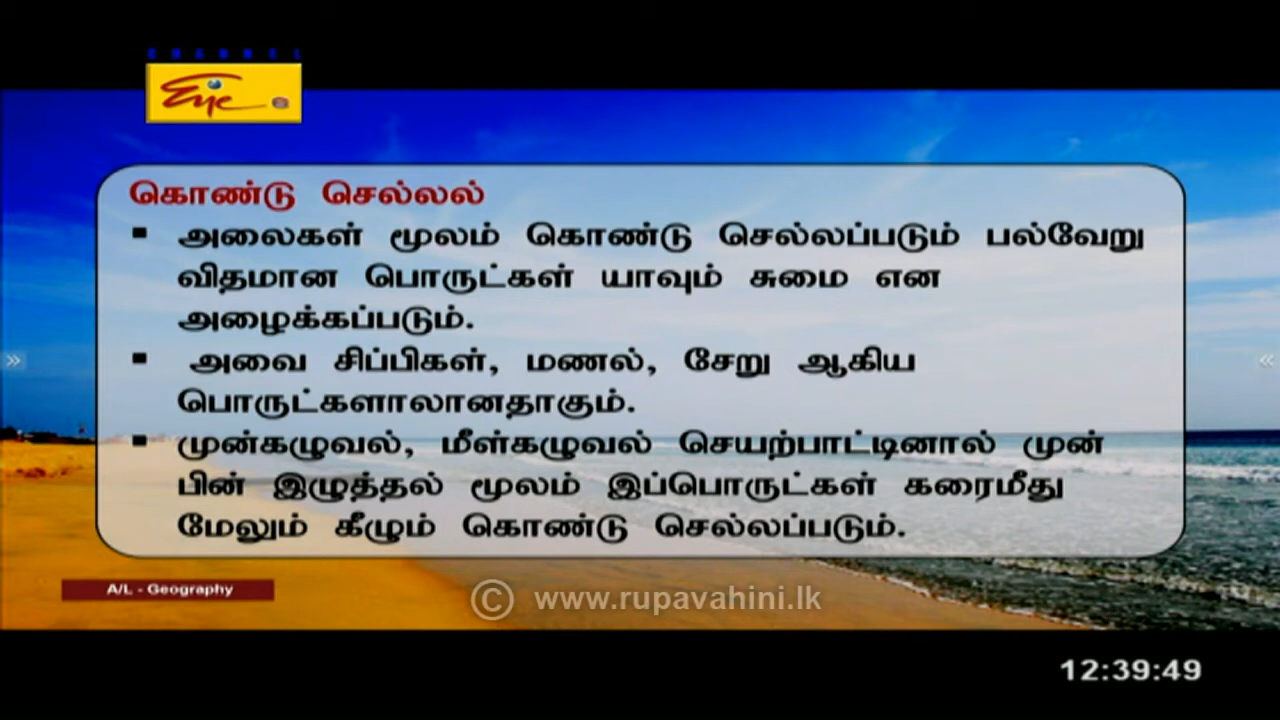 CHANNEL
Eye
கொண்டு செல்லல்
▪ அலைகள் மூலம் கொண்டு செல்லப்படும் பல்வேறு
விதமான பொருட்கள் யாவும் சுமை என
அழைக்கப்படும்.
▪ அவை சிப்பிகள், மணல், சேறு ஆகிய
பொருட்களாலானதாகும்.
▪ முன்கழுவல், மீள்கழுவல் செயற்பாட்டினால் முன்
பின் இழுத்தல் மூலம் இப்பொருட்கள் கரைமீது
மேலும் கீழும் கொண்டு செல்லப்படும்.
A/L - Geography
© www.rupavahini.lk
12:39:49